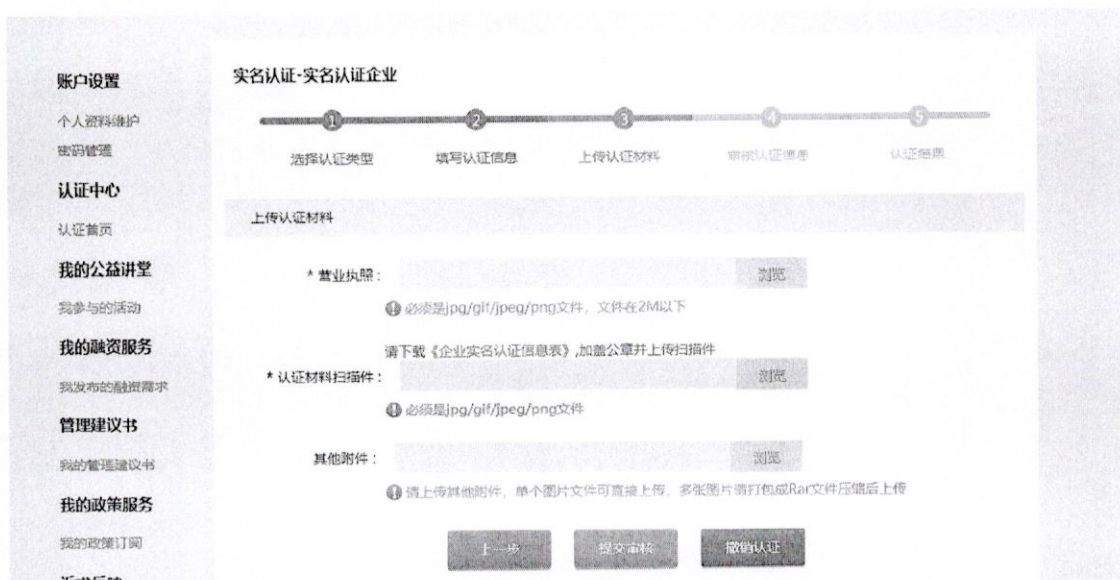 账户设置
个人资料维护
密码管理
认证中心
认证首页
我的公益讲堂
我参与的活动
我的融资服务
我发布的融资需求
管理建议书
我的管理建议书
我的政策服务
我的政策订阅
实名认证-实名认证企业
1 2 3 4 5
选择认证类型 填写认证信息 上传认证材料 审核认证信息 认证结果
上传认证材料
* 营业执照： 浏览
必须是jpg/gif/jpeg/png文件，文件在2M以下
请下载《企业实名认证信息表》,加盖公章并上传扫描件
* 认证材料扫描件： 浏览
必须是jpg/gif/jpeg/png文件
其他附件： 浏览
请上传其他附件，单个图片文件可直接上传，多张图片请打包成Rar文件压缩后上传
上一步 提交审核 撤销认证